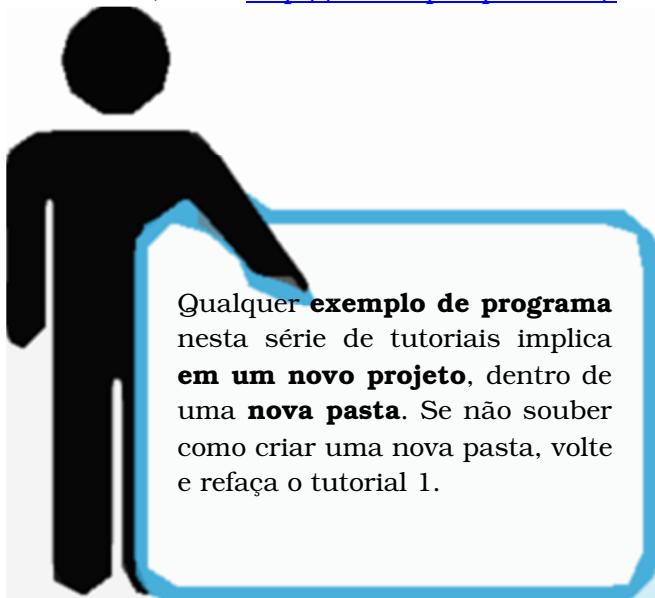 Qualquer exemplo de programa
nesta série de tutoriais implica
em um novo projeto, dentro de
uma nova pasta. Se não souber
como criar uma nova pasta, volte
e refaça o tutorial 1.